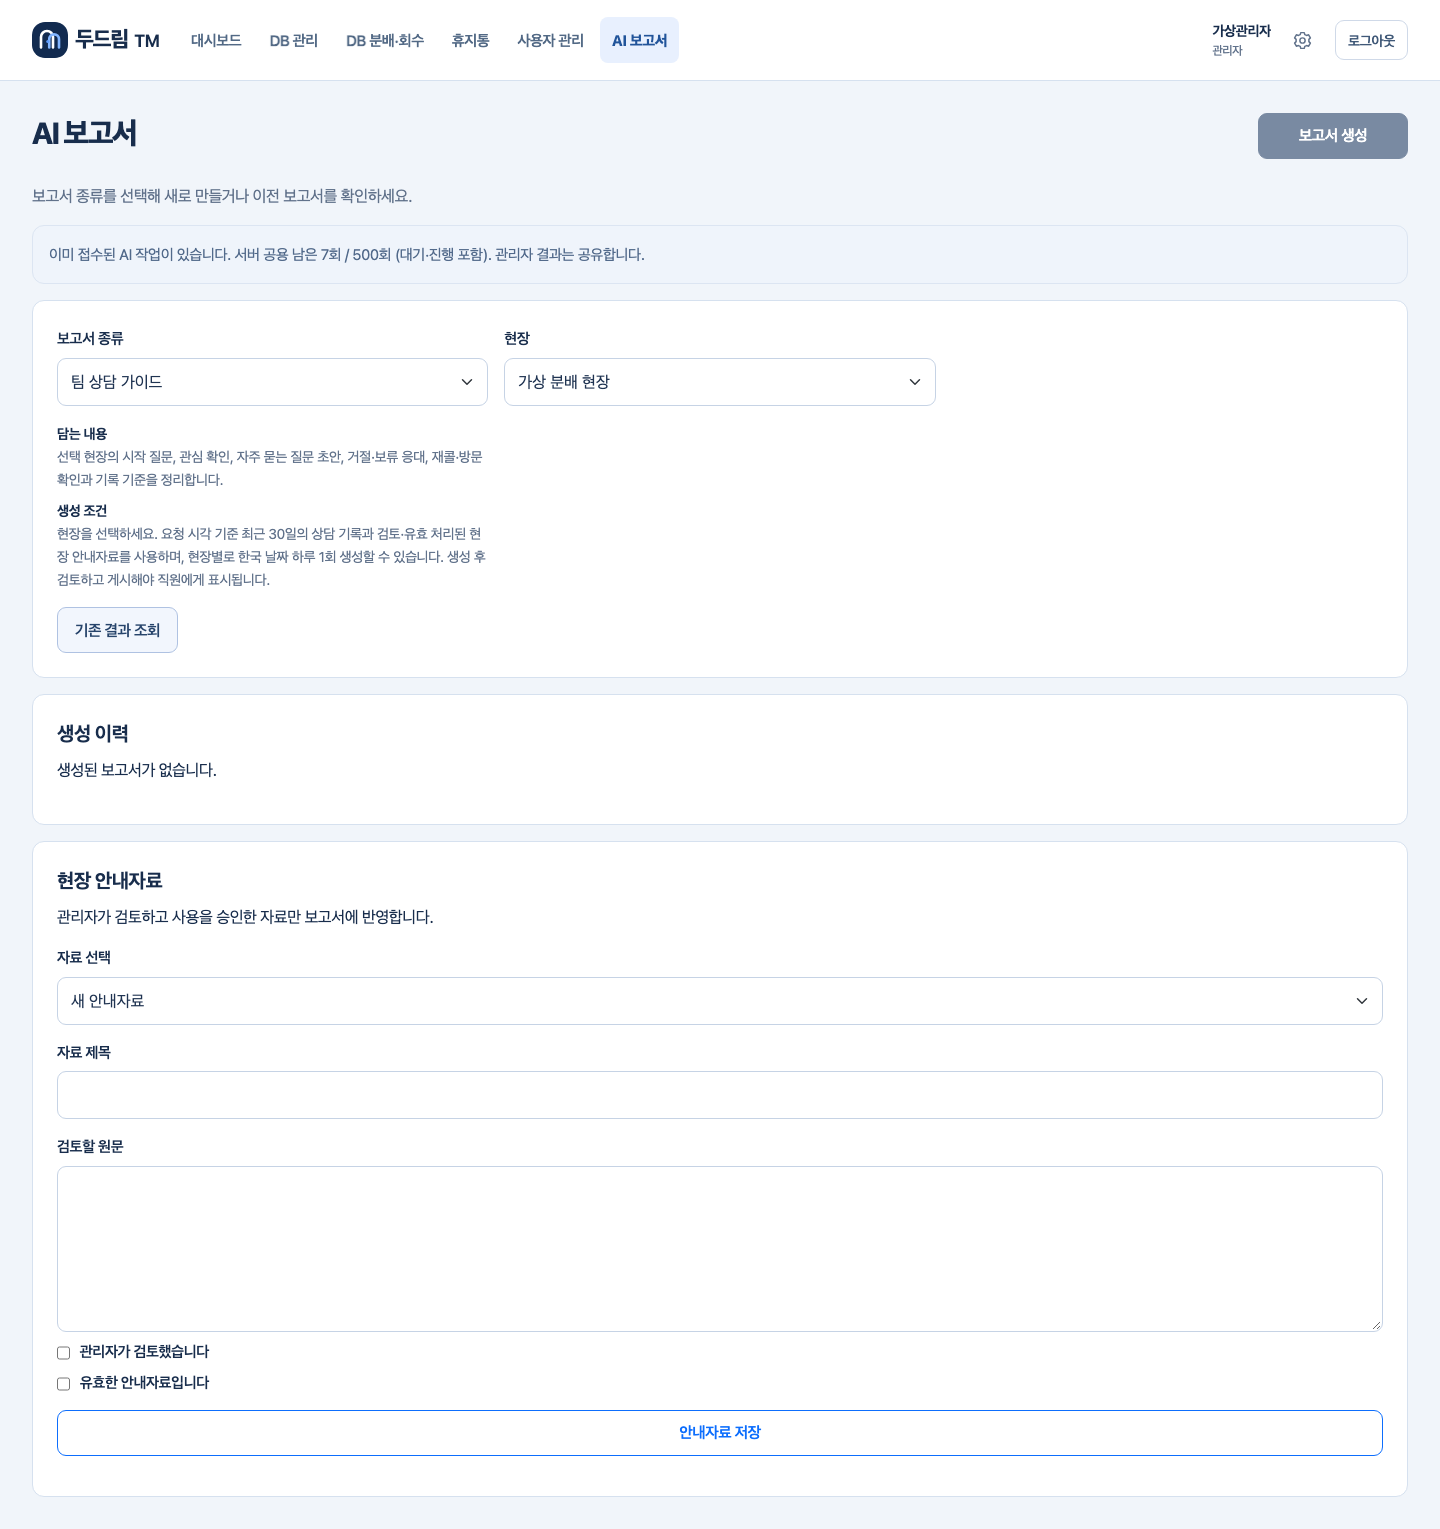 두드림 TM
대시보드
DB 관리
DB 분배·회수
휴지통
사용자 관리
AI 보고서
가상관리자
관리자
로그아웃
AI 보고서
보고서 생성
보고서 종류를 선택해 새로 만들거나 이전 보고서를 확인하세요.
이미 접수된 AI 작업이 있습니다. 서버 공용 남은 7회 / 500회 (대기·진행 포함). 관리자 결과는 공유합니다.
보고서 종류
현장
팀 상담 가이드
가상 분배 현장
담는 내용
선택 현장의 시작 질문, 관심 확인, 자주 묻는 질문 초안, 거절·보류 응대, 재콜·방문
확인과 기록 기준을 정리합니다.
생성 조건
현장을 선택하세요. 요청 시각 기준 최근 30일의 상담 기록과 검토·유효 처리된 현
장 안내자료를 사용하며, 현장별로 한국 날짜 하루 1회 생성할 수 있습니다. 생성 후
검토하고 게시해야 직원에게 표시됩니다.
기존 결과 조회
생성 이력
생성된 보고서가 없습니다.
현장 안내자료
관리자가 검토하고 사용을 승인한 자료만 보고서에 반영합니다.
자료 선택
새 안내자료
자료 제목
검토할 원문
관리자가 검토했습니다
유효한 안내자료입니다
안내자료 저장